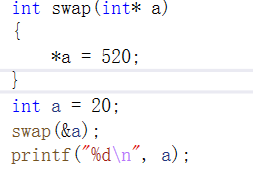 int swap(int* a)
{
    *a = 520;
}
int a = 20;
swap(&a);
printf("%d\n", a);